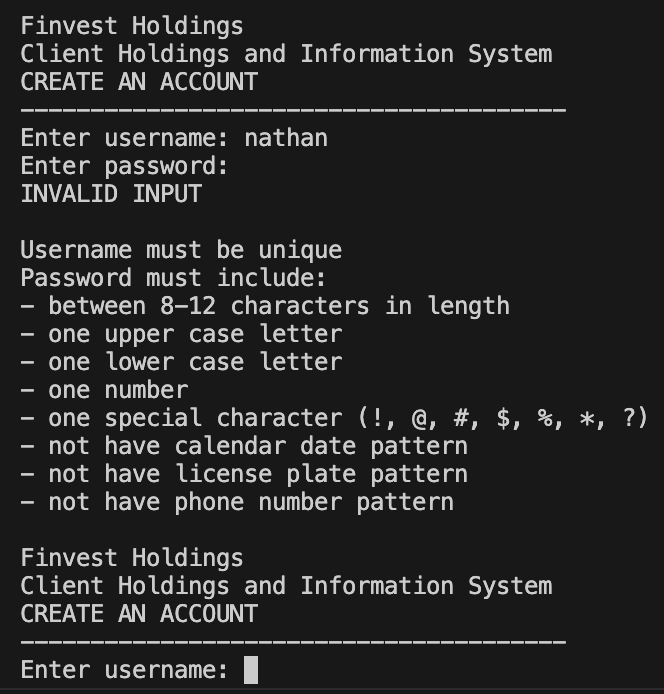 Finvest Holdings
Client Holdings and Information System
CREATE AN ACCOUNT
---------------------------------------
Enter username: nathan
Enter password:
INVALID INPUT
Username must be unique
Password must include:
- between 8-12 characters in length
- one upper case letter
- one lower case letter
- one number
- one special character (!, @, #, $, %, *, ?)
- not have calendar date pattern
- not have license plate pattern
- not have phone number pattern
Finvest Holdings
Client Holdings and Information System
CREATE AN ACCOUNT
---------------------------------------
Enter username: